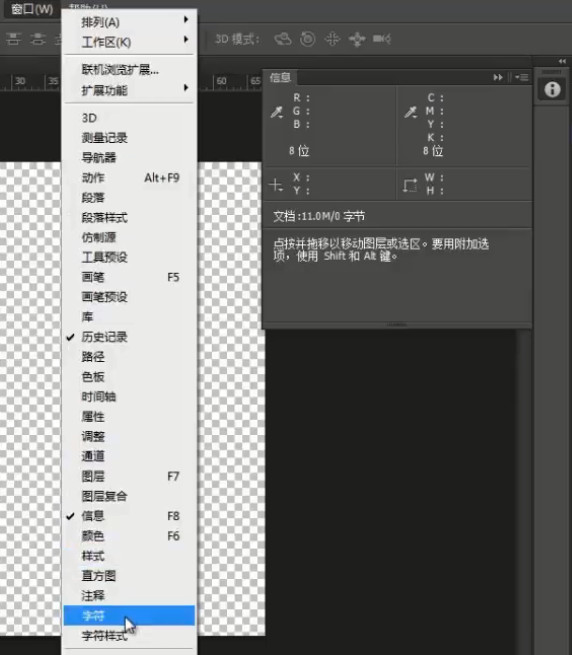 窗口(W)
排列(A)
工作区(K)
联机浏览扩展...
扩展功能
3D
测量记录
导航器
动作 Alt+F9
段落
段落样式
仿制源
工具预设
画笔 F5
画笔预设
库
历史记录
路径
色板
时间轴
属性
调整
通道
图层 F7
图层复合
信息 F8
颜色 F6
样式
直方图
注释
字符
字符样式
3D 模式:
30 35
60 65
信息
R :
G :
B :
8 位
C :
M :
Y :
K :
8 位
X :
Y :
W :
H :
文档:11.0M/0 字节
点按并拖移以移动图层或选区。要用附加选
项，使用 Shift 和 Alt 键。